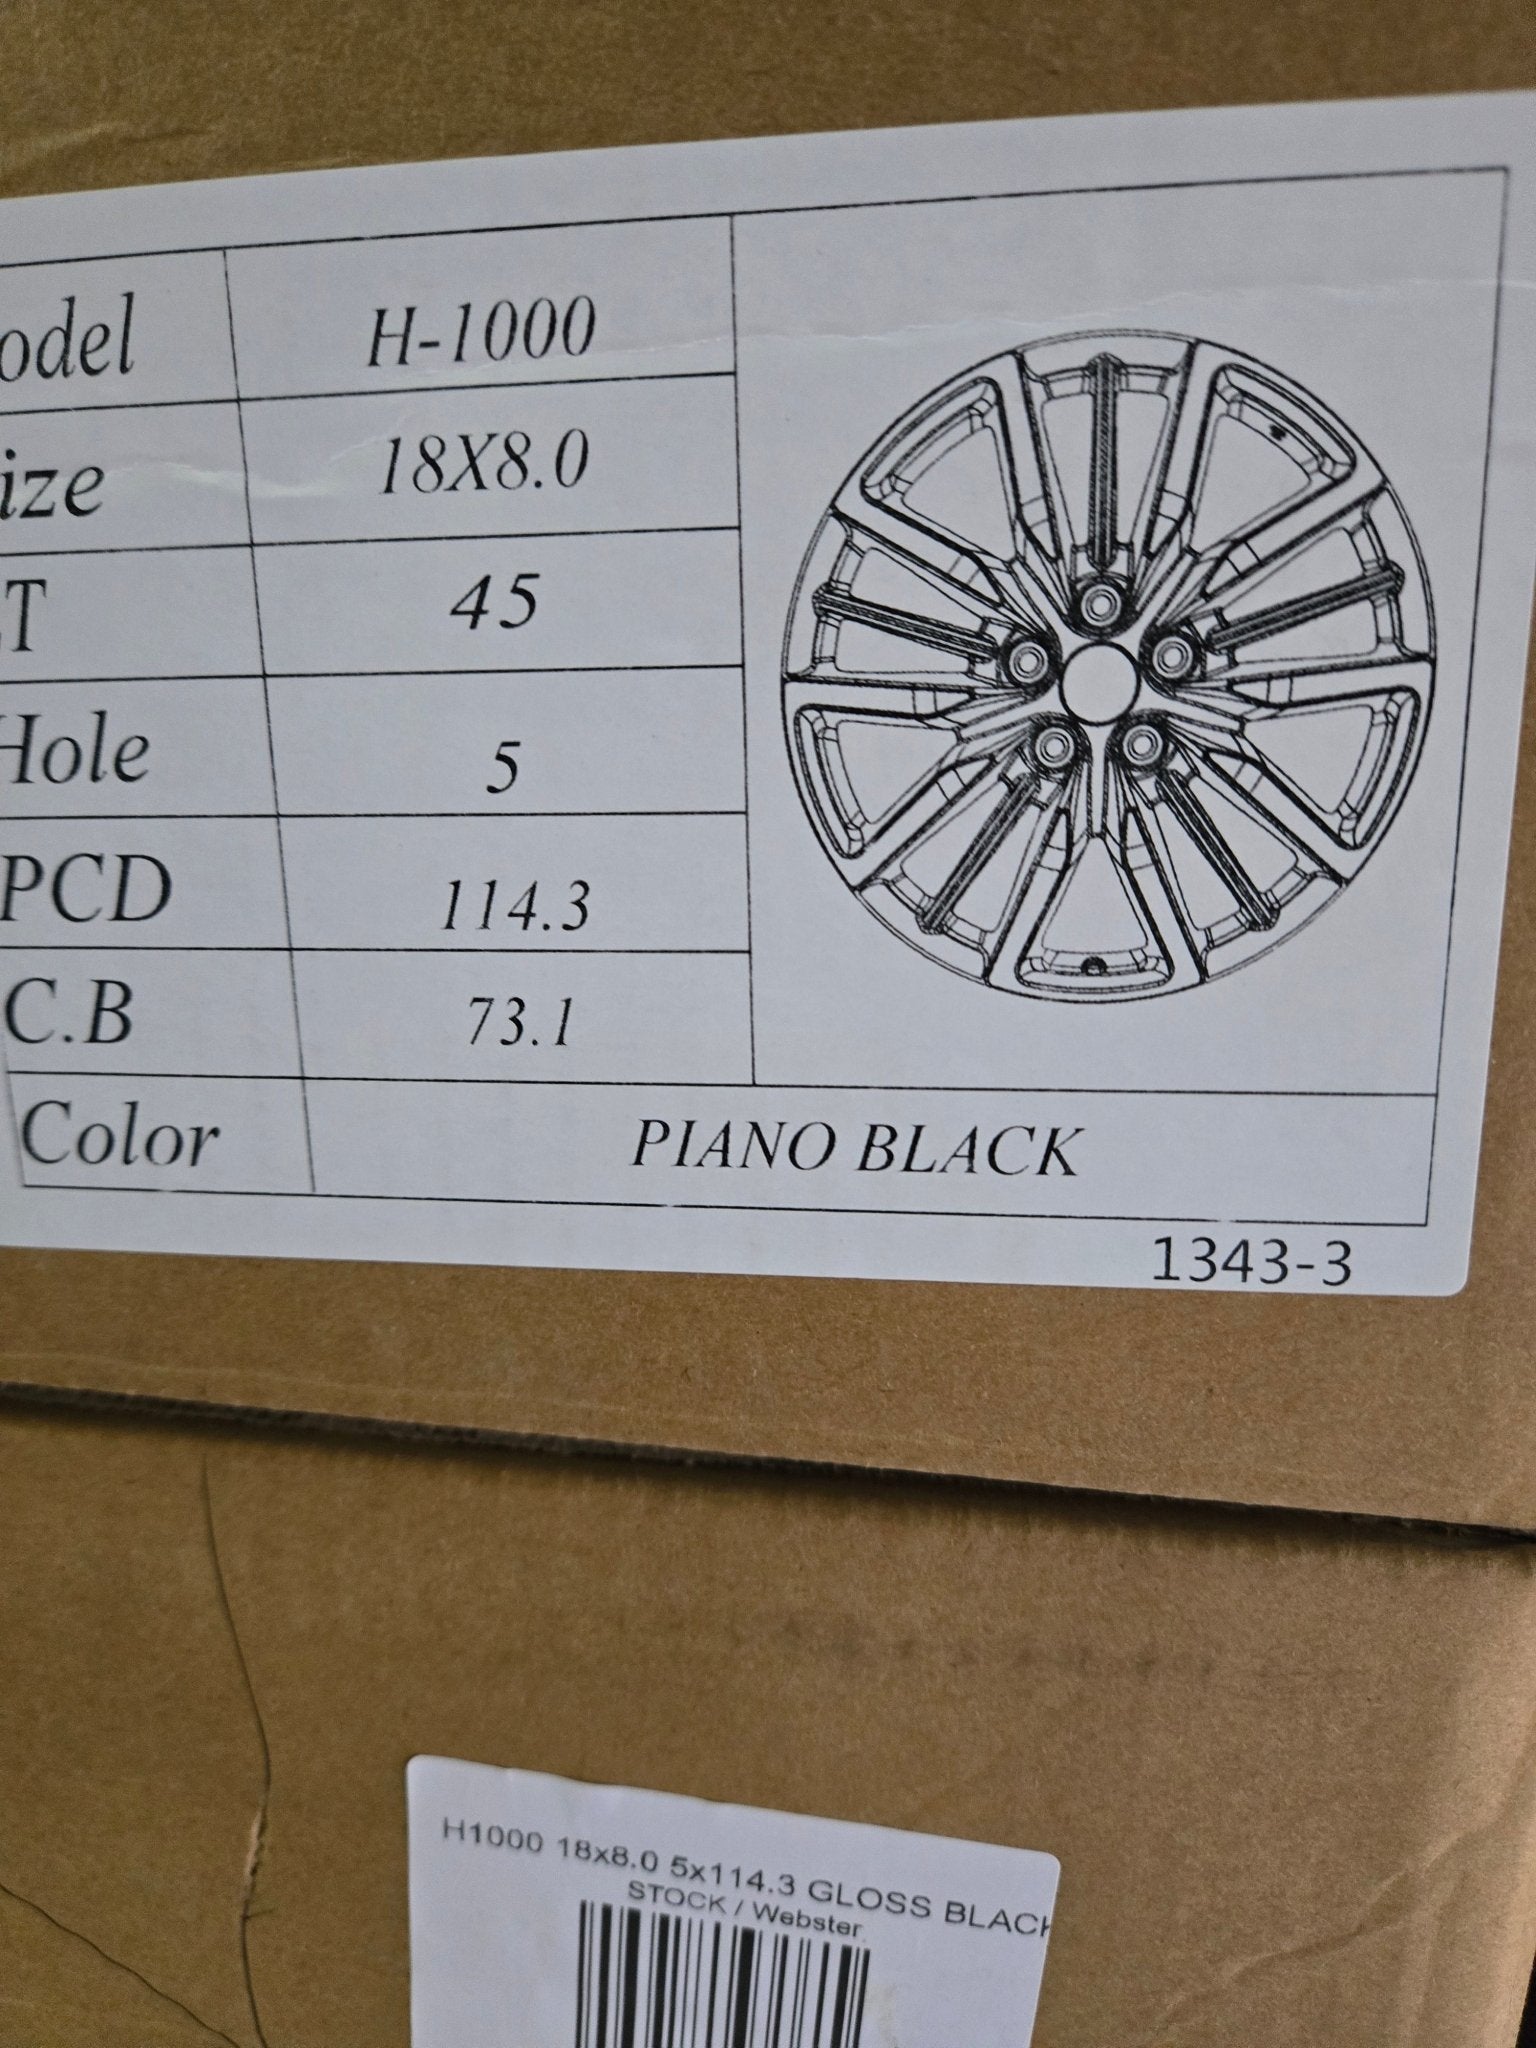 odel H-1000
ize 18X8.0
T 45
Hole 5
PCD 114.3
C.B 73.1
Color PIANO BLACK
1343-3
H1000 18x8.0 5x114.3 GLOSS BLACK
STOCK / Webster